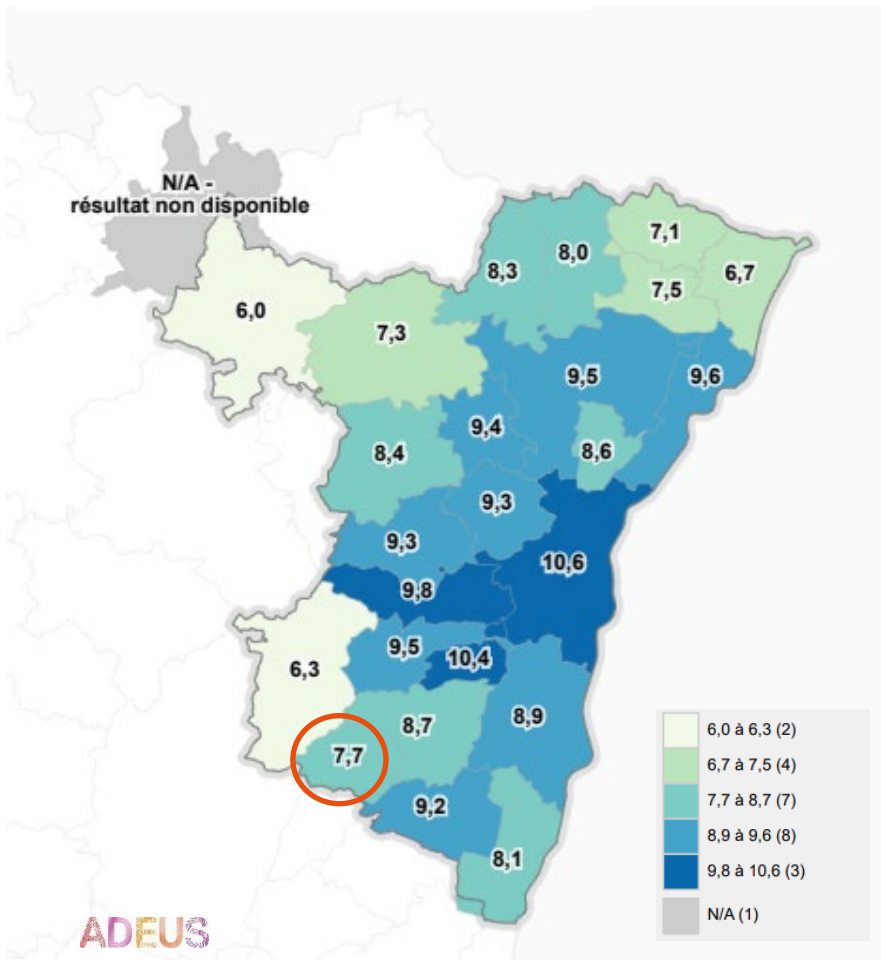 N/A -
résultat non disponible
7,1
8,0
8,3
6,7
7,5
6,0
7,3
9,5
9,6
9,4
8,4
8,6
9,3
9,3
10,6
9,8
9,5
10,4
6,3
8,7
8,9
7,7
9,2
8,1
6,0 à 6,3 (2)
6,7 à 7,5 (4)
7,7 à 8,7 (7)
8,9 à 9,6 (8)
9,8 à 10,6 (3)
N/A (1)
ADEUS